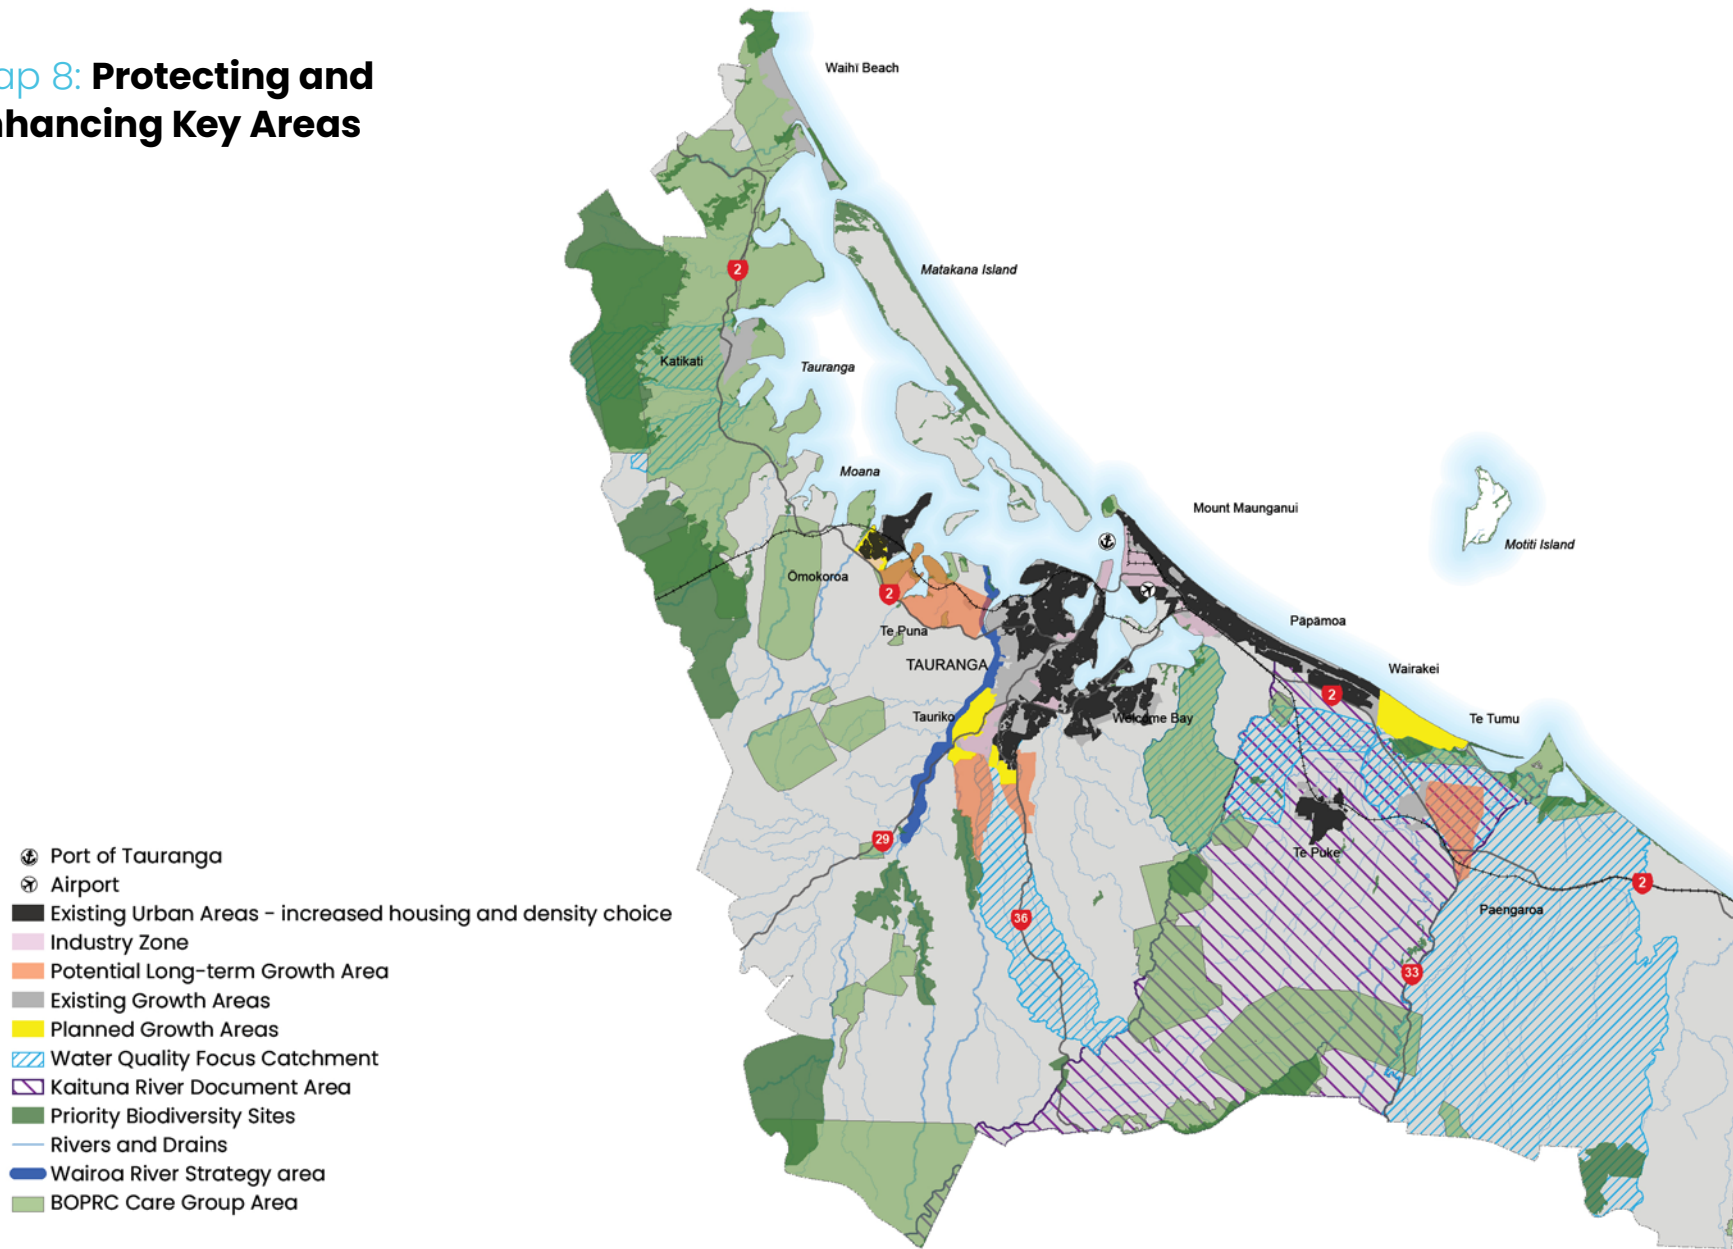 ap 8: Protecting and
nhancing Key Areas
Waihī Beach
Matakana Island
2
Katikati
Tauranga
Moana
Mount Maunganui
Motiti Island
Ōmokoroa
2
Te Puna
Pāpāmoa
TAURANGA
Wairakei
2
Tauriko
Welcome Bay
Te Tumu
29
Te Puke
2
36
Paengaroa
33
Port of Tauranga
Airport
Existing Urban Areas – increased housing and density choice
Industry Zone
Potential Long-term Growth Area
Existing Growth Areas
Planned Growth Areas
Water Quality Focus Catchment
Kaituna River Document Area
Priority Biodiversity Sites
Rivers and Drains
Wairoa River Strategy area
BOPRC Care Group Area